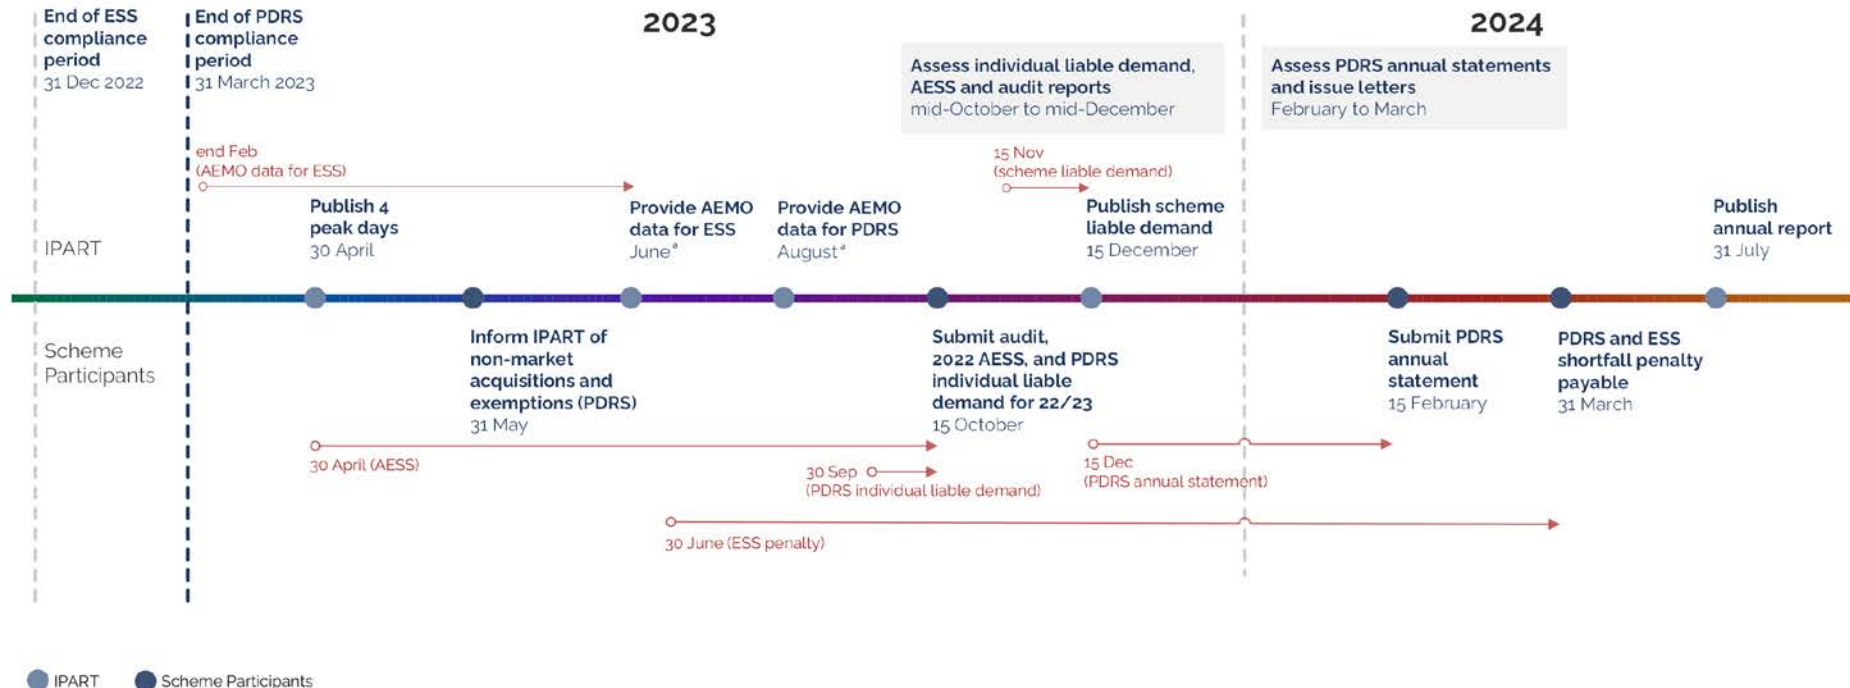 End of ESS
compliance
period
31 Dec 2022
End of PDRS
compliance
period
31 March 2023
2023
2024
Assess individual liable demand,
AESS and audit reports
mid-October to mid-December
Assess PDRS annual statements
and issue letters
February to March
end Feb
(AEMO data for ESS)
15 Nov
(scheme liable demand)
IPART
Publish 4
peak days
30 April
Provide AEMO
data for ESS
June ª
Provide AEMO
data for PDRS
August ª
Publish scheme
liable demand
15 December
Publish
annual report
31 July
Scheme
Participants
Inform IPART of
non-market
acquisitions and
exemptions (PDRS)
31 May
Submit audit,
2022 AESS, and PDRS
individual liable
demand for 22/23
15 October
Submit PDRS
annual
statement
15 February
PDRS and ESS
shortfall penalty
payable
31 March
30 April (AESS)
30 Sep
(PDRS individual liable demand)
15 Dec
(PDRS annual statement)
30 June (ESS penalty)
IPART
Scheme Participants